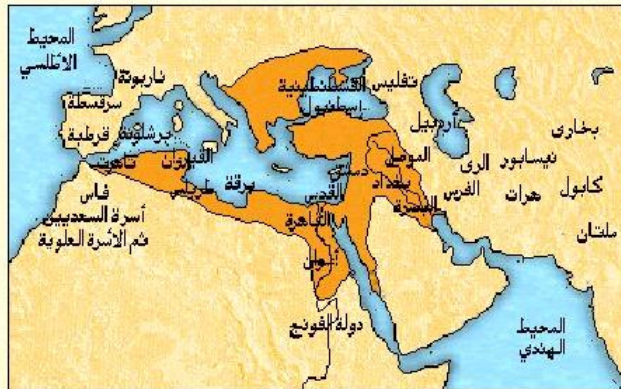 المحيط
الأطلسي
ناربونة
سرقسطة
برشلونة
قرطبة
القسطنطينية
إسطنبول
تفليس
أردبيل
بخارى
نيسابور
الرى
الموصل
القيروان
تاهرت
طرابلس
برقة
دمشق
بغداد
الفرس
هرات
كابول
القدس
البصرة
ملتان
فاس
أسرة السعديين
ثم الأسرة العلوية
القاهرة
أسوان
دولة الفونج
المحيط
الهندي